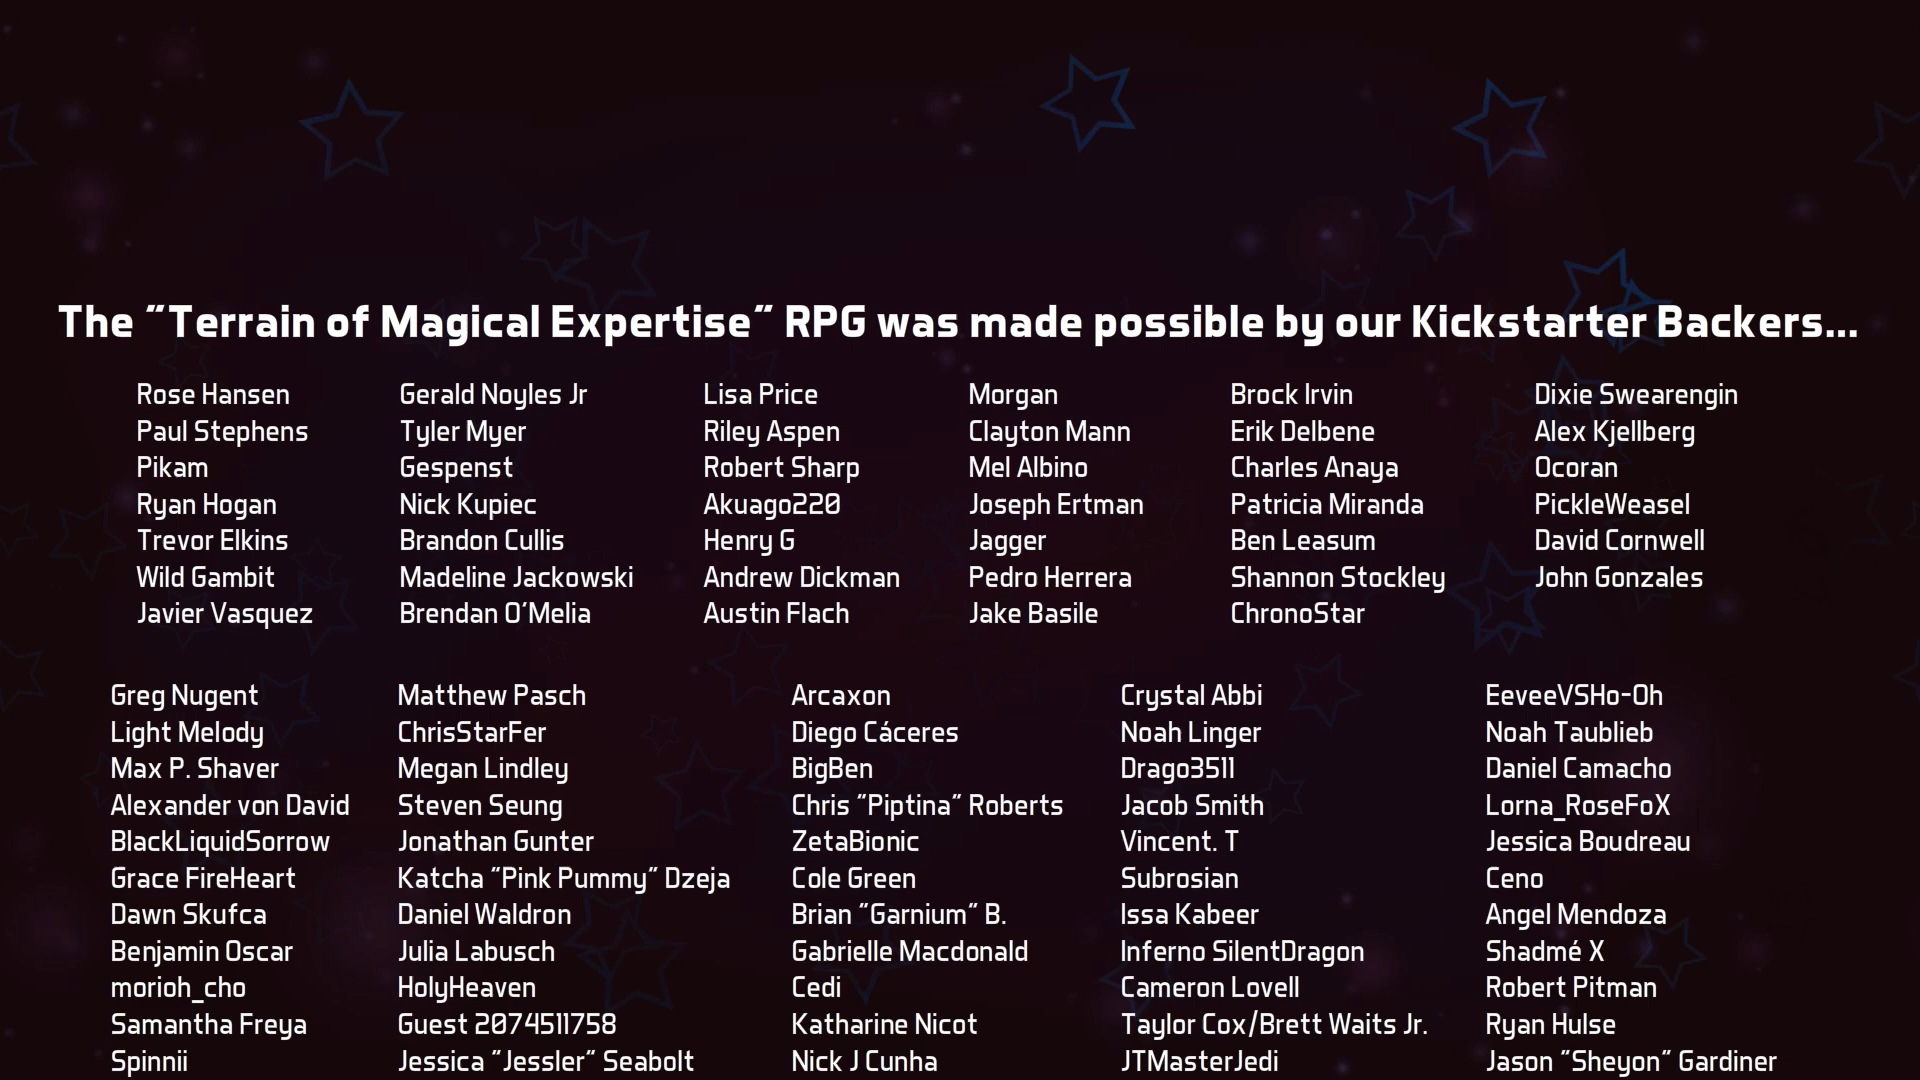 The "Terrain of Magical Expertise" RPG was made possible by our Kickstarter Backers...
Rose Hansen
Paul Stephens
Pikam
Ryan Hogan
Trevor Elkins
Wild Gambit
Javier Vasquez
Gerald Noyles Jr
Tyler Myer
Gespenst
Nick Kupiec
Brandon Cullis
Madeline Jackowski
Brendan O'Melia
Lisa Price
Riley Aspen
Robert Sharp
Akuago220
Henry G
Andrew Dickman
Austin Flach
Morgan
Clayton Mann
Mel Albino
Joseph Ertman
Jagger
Pedro Herrera
Jake Basile
Brock Irvin
Erik Delbene
Charles Anaya
Patricia Miranda
Ben Leasum
Shannon Stockley
ChronoStar
Dixie Swearengin
Alex Kjellberg
Ocoran
PickleWeasel
David Cornwell
John Gonzales
Greg Nugent
Light Melody
Max P. Shaver
Alexander von David
BlackLiquidSorrow
Grace FireHeart
Dawn Skufca
Benjamin Oscar
morioh_cho
Samantha Freya
Spinnii
Matthew Pasch
ChrisStarFer
Megan Lindley
Steven Seung
Jonathan Gunter
Katcha "Pink Pummy" Dzeja
Daniel Waldron
Julia Labusch
HolyHeaven
Guest 2074511758
Jessica "Jessler" Seabolt
Arcaxon
Diego Cáceres
BigBen
Chris "Piptina" Roberts
ZetaBionic
Cole Green
Brian "Garnium" B.
Gabrielle Macdonald
Cedi
Katharine Nicot
Nick J Cunha
Crystal Abbi
Noah Linger
Drago3511
Jacob Smith
Vincent. T
Subrosian
Issa Kabeer
Inferno SilentDragon
Cameron Lovell
Taylor Cox/Brett Waits Jr.
JTMasterJedi
EeveeVSHo-Oh
Noah Taublieb
Daniel Camacho
Lorna_RoseFoX
Jessica Boudreau
Ceno
Angel Mendoza
Shadmé X
Robert Pitman
Ryan Hulse
Jason "Sheyon" Gardiner